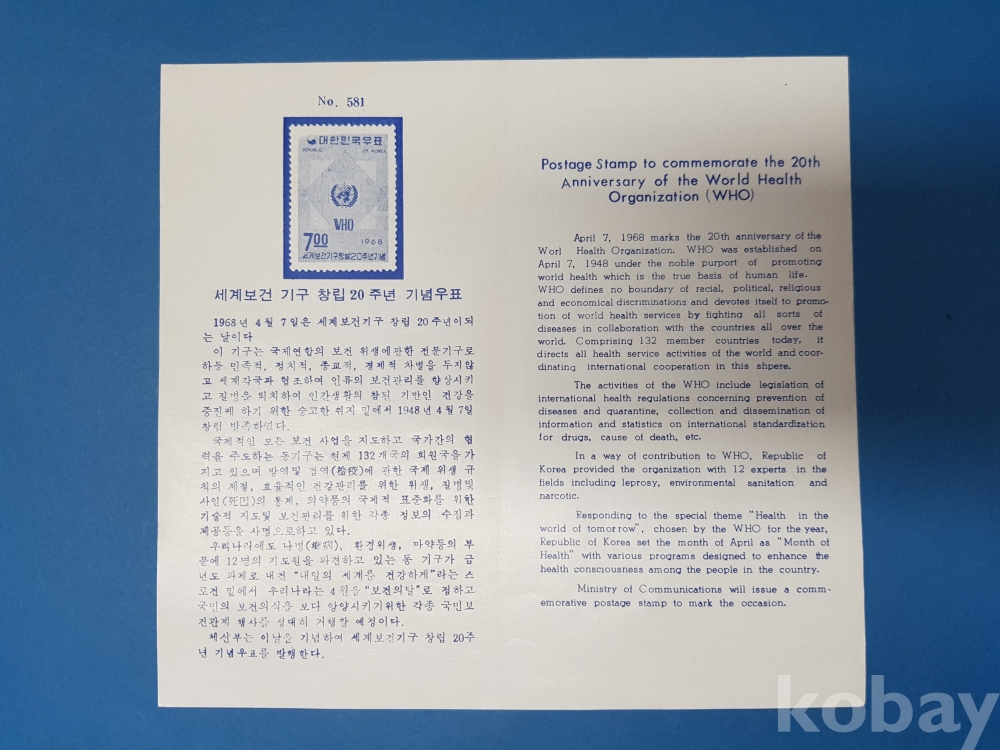 No. 581
대한민국우표
REPUBLIC OF KOREA
WHO
7.00
1968
세계보건기구창설20주년기념
세계보건 기구 창립 20 주년 기념우표
1968년 4월 7일은 세계보건기구 창립 20주년이되
는 날이다
이 기구는 국제연합의 보건 위생에관한 전문기구로
하등 민족적, 정치적, 종교적, 경제적 차별을 두지않
고 세계각국과 협조하여 인류의 보건관리를 향상시키
고 질병을 퇴치하여 인간생활의 참된 기반인 건강을
증진케 하기 위한 숭고한 취지 밑에서 1948년 4월 7일
창립 발족하였다.
국제적인 모든 보건 사업을 지도하고 국가간의 협
력을 주도하는 동기구는 현재 132개국의 회원국을가
지고 있으며 방역및 검역(検疫)에 관한 국제 위생 규
칙의 제정, 효율적인 건강관리를 위한 위생, 질병및
사인(死因)의 통계, 의약품의 국제적 표준화를 위한
기술적 지도및 보건관리를 위한 각종 정보의 수집과
제공등을 사명으로하고 있다.
우리나라에도 나병, 환경위생, 마약등의 부
문에 12명의 지도원을 파견하고 있는 동 기구가 금
년도 과제로 내건 "내일의 세계를 건강하게"라는 스
로건 밑에서 우리나라는 4월을 "보건의달"로 정하고
국민의 보건의식을 보다 앙양시키기위한 각종 국민보
건관계 행사를 성대히 거행할 예정이다.
체신부는 이날을 기념하여 세계보건기구 창립 20주
년 기념우표를 발행한다.
Postage Stamp to commemorate the 20th
Anniversary of the World Health
Organization (WHO)
April 7, 1968 marks the 20th anniversary of the
Worl Health Organization. WHO was established on
April 7, 1948 under the noble purport of promoting
world health which is the true basis of human life.
WHO defines no boundary of racial, political, religious
and economical discriminations and devotes itself to promo-
tion of world health services by fighting all sorts of
diseases in collaboration with the countries all over the
world. Comprising 132 member countries today, it
directs all health service activities of the world and coor-
dinating international cooperation in this shpere.
The activities of the WHO include legislation of
international health regulations concerning prevention of
diseases and quarantine, collection and dissemination of
information and statistics on international standardization
for drugs, cause of death, etc.
In a way of contribution to WHO, Republic of
Korea provided the organization with 12 experts in the
fields including leprosy, environmental sanitation and
narcotic.
Responding to the special theme "Health in the
world of tomorrow", chosen by the WHO for the year,
Republic of Korea set the month of April as "Month of
Health" with various programs designed to enhance the
health consciousness among the people in the country.
Ministry of Communications will issue a com-
emorative postage stamp to mark the occasion.
kobay